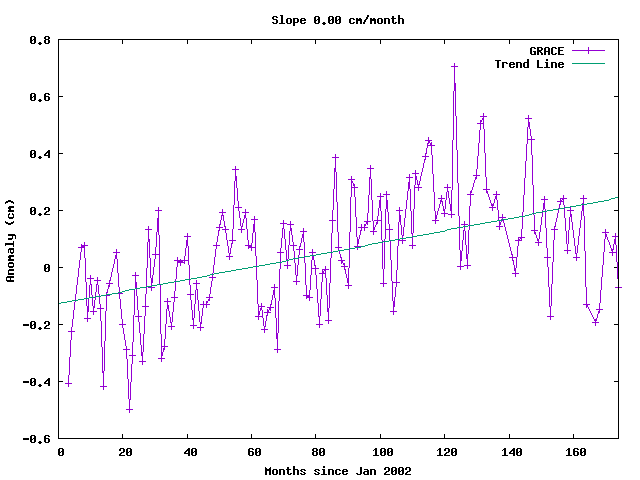 Slope 0.00 cm/month
GRACE
Trend Line
0.8
0.6
0.4
0.2
0
-0.2
-0.4
-0.6
Anomaly (cm)
0 20 40 60 80 100 120 140 160
Months since Jan 2002